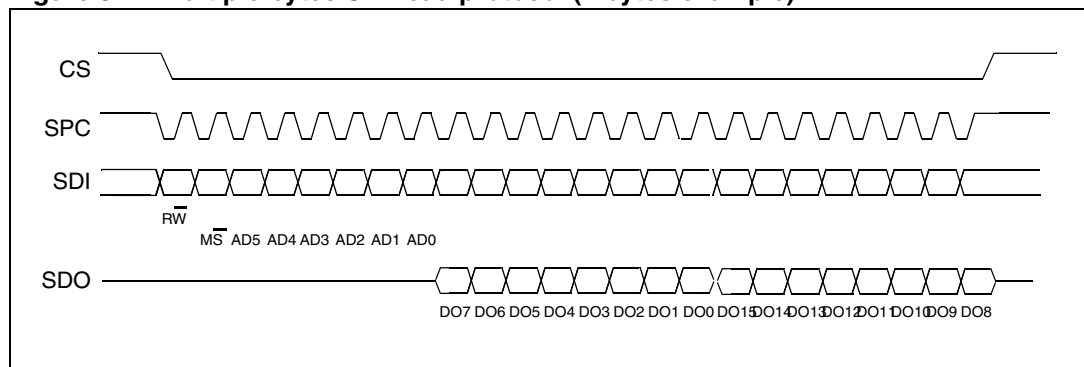 CS
SPC
SDI
RW
MS AD5 AD4 AD3 AD2 AD1 AD0
SDO
DO7 DO6 DO5 DO4 DO3 DO2 DO1 DO0 DO15 DO14 DO13 DO12 DO11 DO10 DO9 DO8